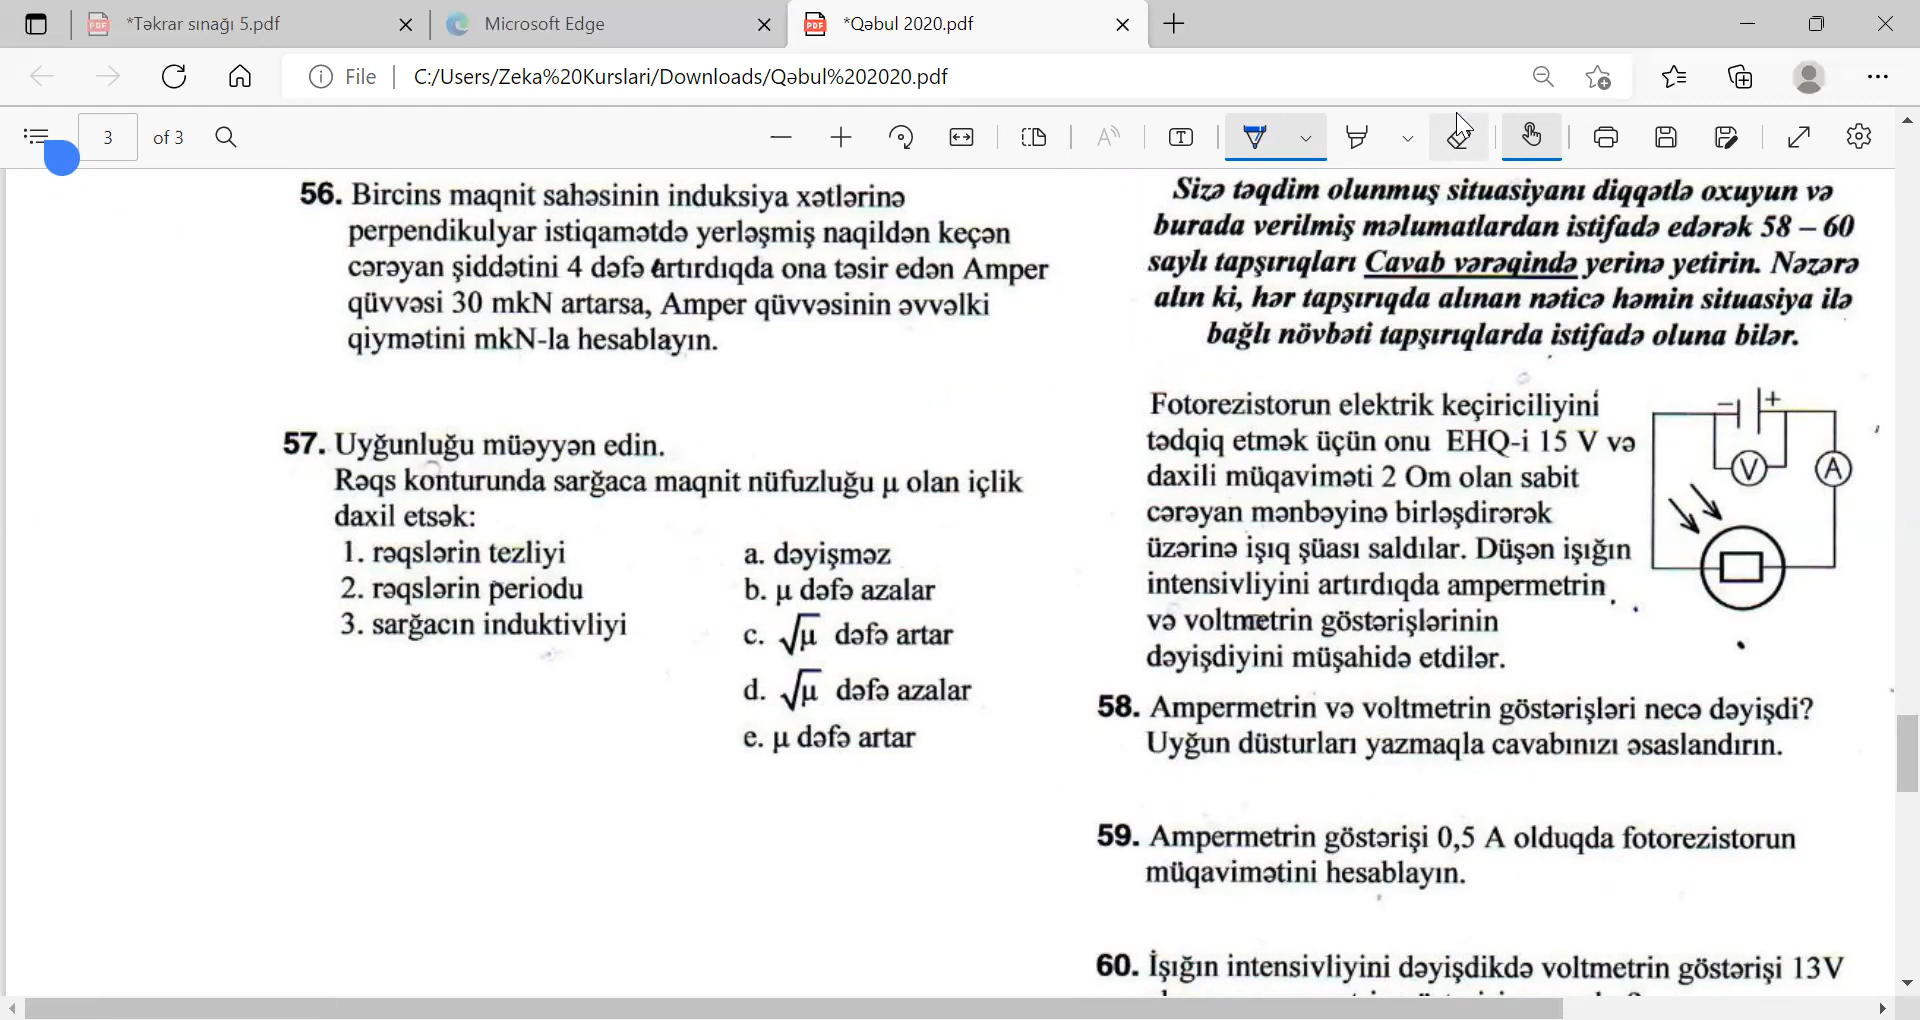 *Təkrar sınağı 5.pdf
Microsoft Edge
*Qəbul 2020.pdf
File
C:/Users/Zeka%20Kurslari/Downloads/Qəbul%202020.pdf
3 of 3
56. Bircins maqnit sahəsinin induksiya xətlərinə
perpendikulyar istiqamətdə yerləşmiş naqildən keçən
cərəyan şiddətini 4 dəfə artırdıqda ona təsir edən Amper
qüvvəsi 30 mkN artarsa, Amper qüvvəsinin əvvəlki
qiymətini mkN-la hesablayın.
57. Uyğunluğu müəyyən edin.
Rəqs konturunda sarğaca maqnit nüfuzluğu μ olan içlik
daxil etsək:
1. rəqslərin tezliyi
2. rəqslərin periodu
3. sarğacın induktivliyi
a. dəyişməz
b. μ dəfə azalar
c. √μ dəfə artar
d. √μ dəfə azalar
e. μ dəfə artar
Sizə təqdim olunmuş situasiyanı diqqətlə oxuyun və
burada verilmiş məlumatlardan istifadə edərək 58 – 60
saylı tapşırıqları Cavab vərəqində yerinə yetirin. Nəzərə
alın ki, hər tapşırıqda alınan nəticə həmin situasiya ilə
bağlı növbəti tapşırıqlarda istifadə oluna bilər.
Fotorezistorun elektrik keçiriciliyini
tədqiq etmək üçün onu EHQ-i 15 V və
daxili müqaviməti 2 Om olan sabit
cərəyan mənbəyinə birləşdirərək
üzərinə işıq şüası saldılar. Düşən işığın
intensivliyini artırdıqda ampermetrin
və voltmetrin göstərişlərinin
dəyişdiyini müşahidə etdilər.
− +
V
A
58. Ampermetrin və voltmetrin göstərişləri necə dəyişdi?
Uyğun düsturları yazmaqla cavabınızı əsaslandırın.
59. Ampermetrin göstərişi 0,5 A olduqda fotorezistorun
müqavimətini hesablayın.
60. İşığın intensivliyini dəyişdikdə voltmetrin göstərişi 13V